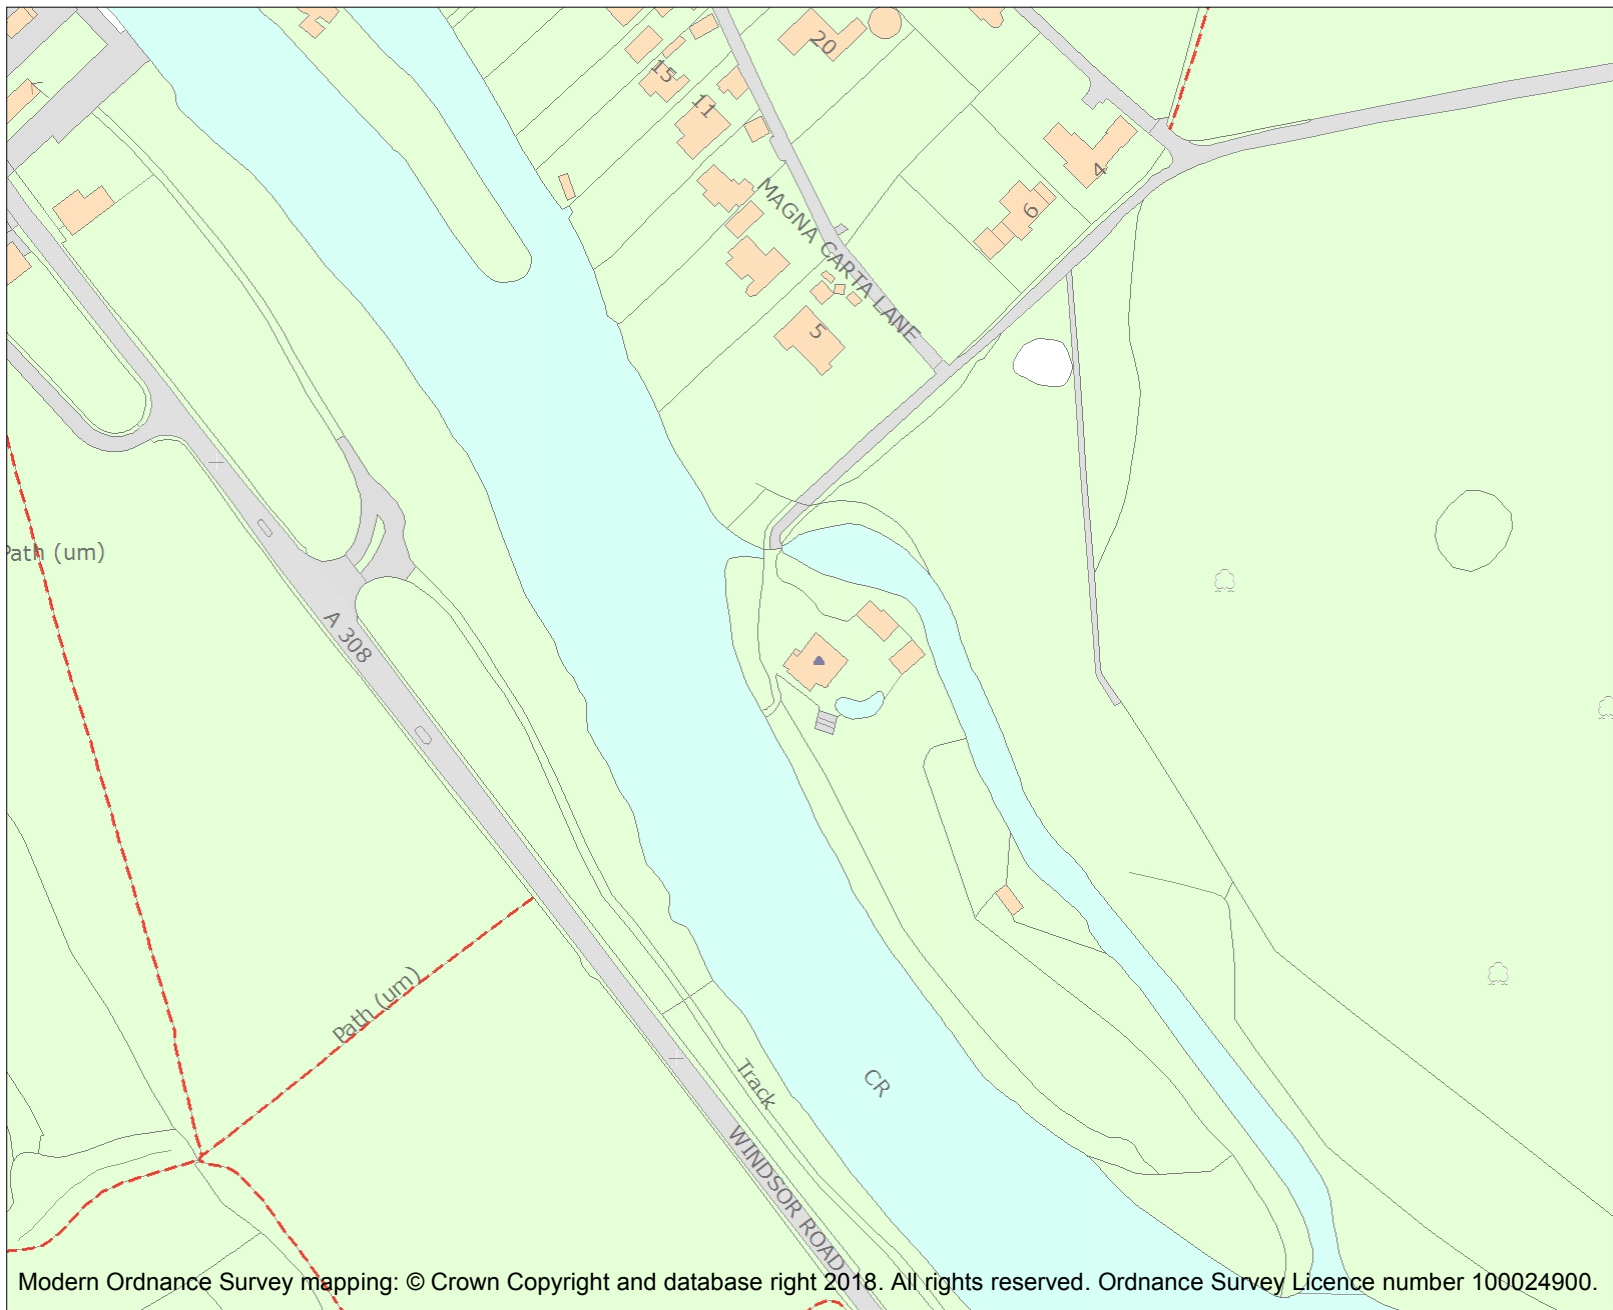 20
15
11
4
6
MAGNA CARTA LANE
5
Path (um)
A 308
Path (um)
Track
CR
WINDSOR ROAD
Modern Ordnance Survey mapping: © Crown Copyright and database right 2018. All rights reserved. Ordnance Survey Licence number 100024900.